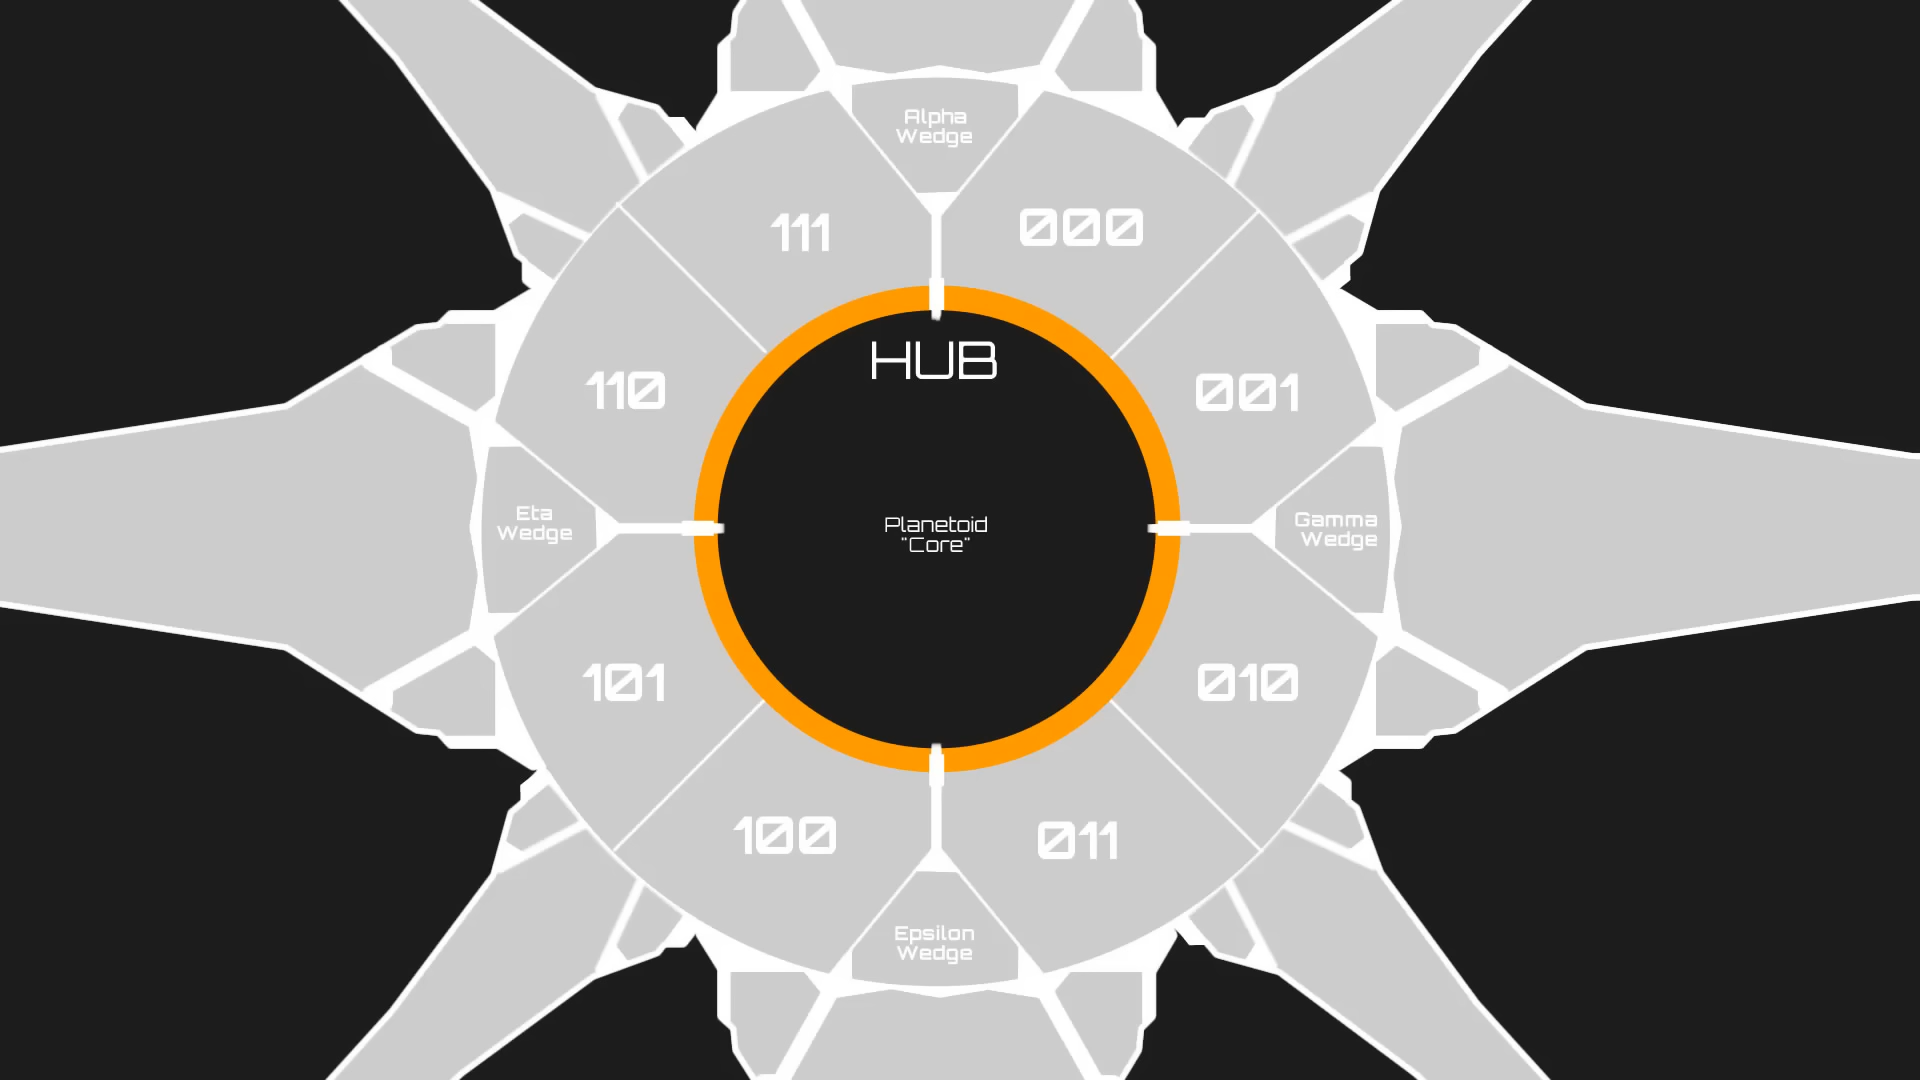 Alpha
Wedge
111
000
HUB
110
001
Eta
Wedge
Planetoid
"Core"
Gamma
Wedge
101
010
100
011
Epsilon
Wedge